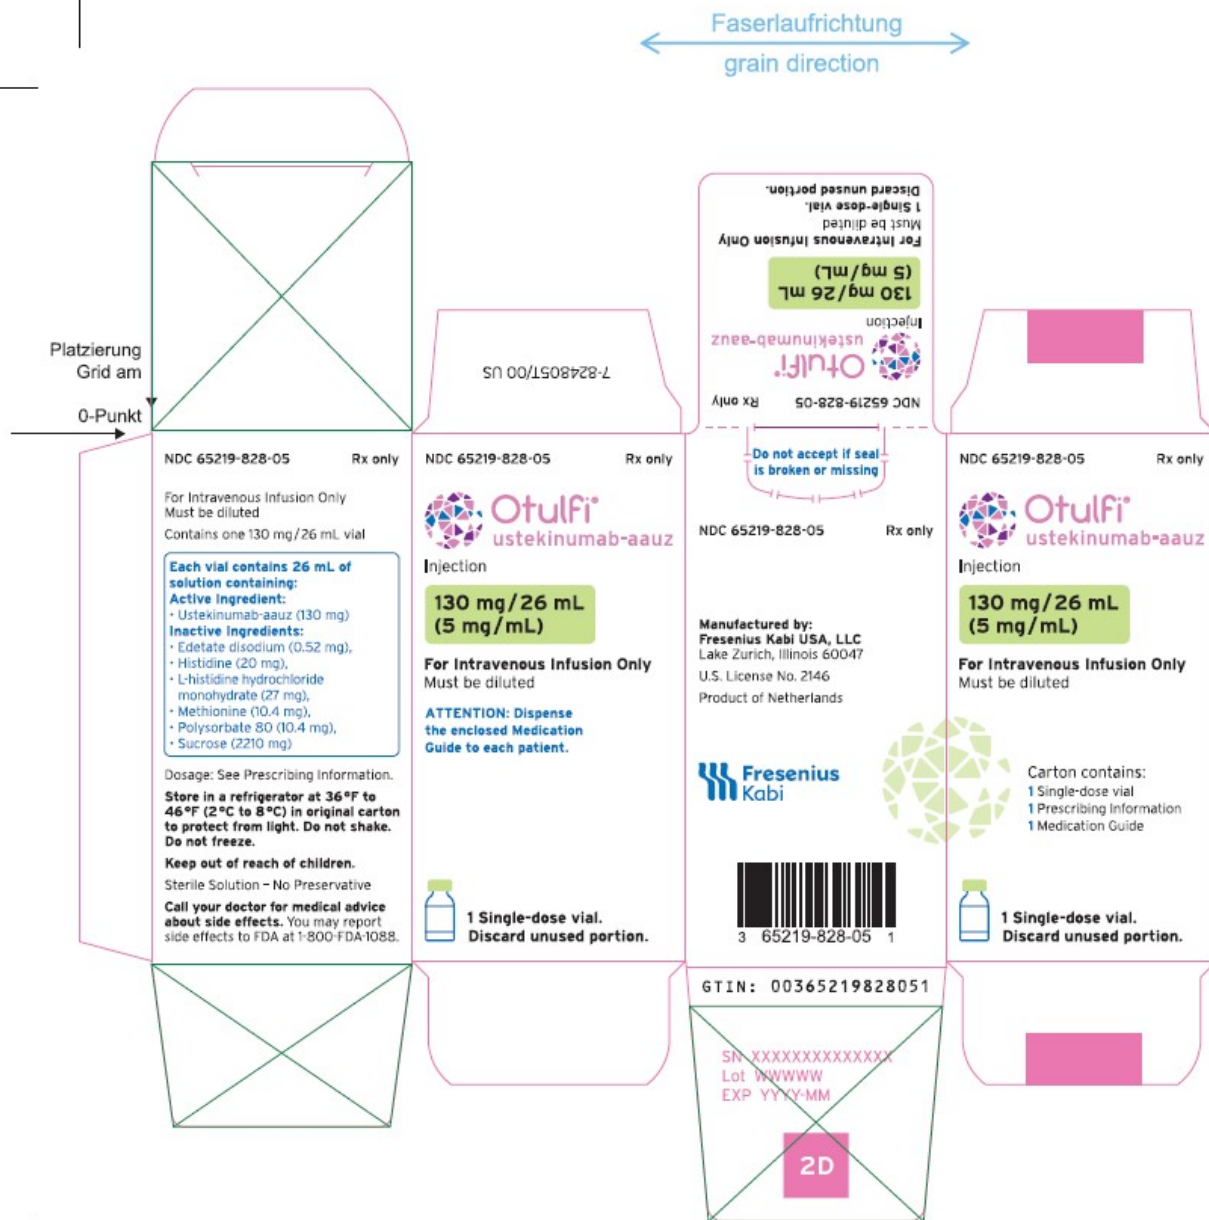 Faserlaufrichtung
grain direction
Platzierung
Grid am
0-Punkt
7-824805T/00 US
NDC 65219-828-05 Rx only
Otulfi®
ustekinumab-aauz
Injection
130 mg/26 mL
(5 mg/mL)
For Intravenous Infusion Only
Must be diluted
1 Single-dose vial.
Discard unused portion.
Do not accept if seal
is broken or missing
NDC 65219-828-05 Rx only
For Intravenous Infusion Only
Must be diluted
Contains one 130 mg/26 mL vial
Each vial contains 26 mL of
solution containing:
Active Ingredient:
· Ustekinumab-aauz (130 mg)
Inactive Ingredients:
· Edetate disodium (0.52 mg),
· Histidine (20 mg),
· L-histidine hydrochloride
monohydrate (27 mg),
· Methionine (10.4 mg),
· Polysorbate 80 (10.4 mg),
· Sucrose (2210 mg)
Dosage: See Prescribing Information.
Store in a refrigerator at 36°F to
46°F (2°C to 8°C) in original carton
to protect from light. Do not shake.
Do not freeze.
Keep out of reach of children.
Sterile Solution – No Preservative
Call your doctor for medical advice
about side effects. You may report
side effects to FDA at 1-800-FDA-1088.
NDC 65219-828-05 Rx only
Otulfi®
ustekinumab-aauz
Injection
130 mg/26 mL
(5 mg/mL)
For Intravenous Infusion Only
Must be diluted
ATTENTION: Dispense
the enclosed Medication
Guide to each patient.
1 Single-dose vial.
Discard unused portion.
NDC 65219-828-05 Rx only
Manufactured by:
Fresenius Kabi USA, LLC
Lake Zurich, Illinois 60047
U.S. License No. 2146
Product of Netherlands
Fresenius
Kabi
3 65219-828-05 1
GTIN: 00365219828051
SN XXXXXXXXXXXXXX
Lot WWWWW
EXP YYYY-MM
2D
NDC 65219-828-05 Rx only
Otulfi®
ustekinumab-aauz
Injection
130 mg/26 mL
(5 mg/mL)
For Intravenous Infusion Only
Must be diluted
Carton contains:
1 Single-dose vial
1 Prescribing Information
1 Medication Guide
1 Single-dose vial.
Discard unused portion.